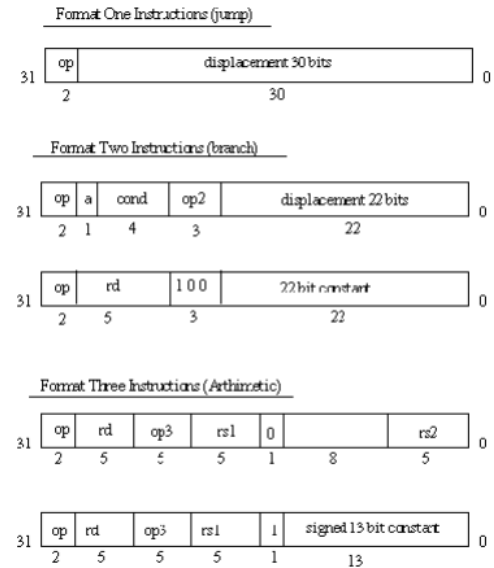 Format One Instructions (jump)
31 op displacement 30 bits 0
2 30
Format Two Instructions (branch)
31 op a cond op2 displacement 22 bits 0
2 1 4 3 22
31 op rd 1 0 0 22 bit constant 0
2 5 3 22
Format Three Instructions (Arthimetic)
31 op rd op3 rs1 0 rs2 0
2 5 5 5 1 8 5
31 op rd op3 rs1 1 signed 13 bit constant 0
2 5 5 5 1 13